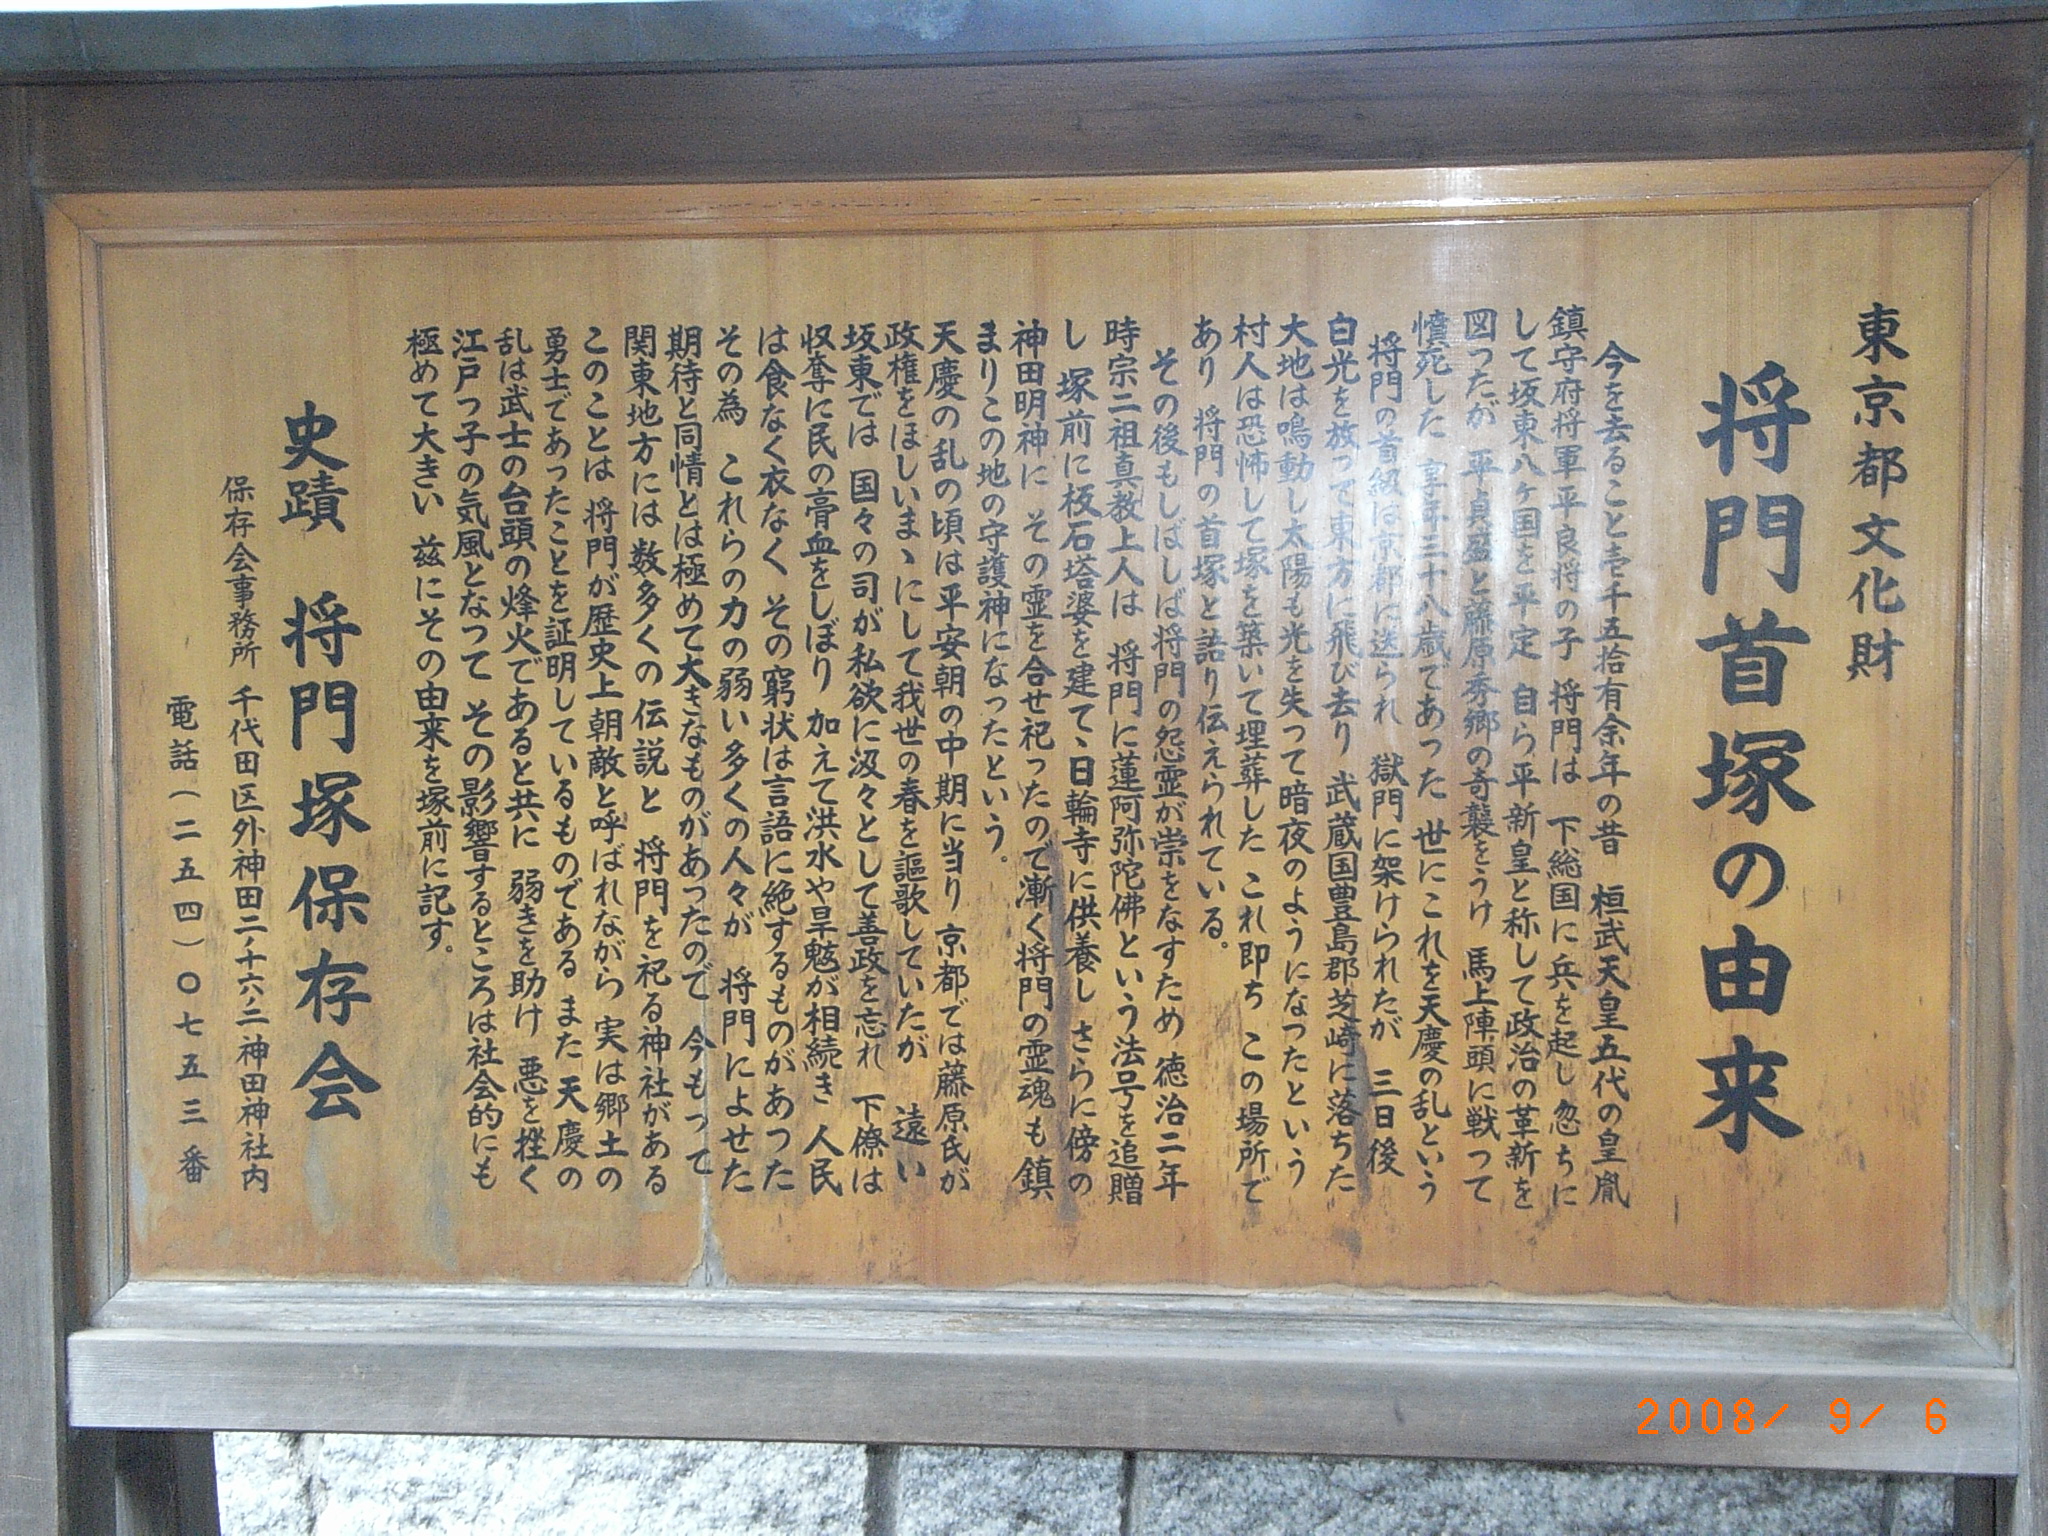 東京都文化財
将門首塚の由来
今を去ること壱千五拾有余年の昔 桓武天皇五代の皇胤
鎮守府将軍平良将の子 将門は 下総国に兵を起し忽ちに
して坂東八ヶ国を平定 自ら平新皇と称して政治の革新を
図つたが 平貞盛と藤原秀郷の奇襲をうけ 馬上陣頭に戦って
憤死した 享年三十八歳であった 世にこれを天慶の乱という
将門の首級は京都に送られ 獄門に架けられたが 三日後
白光を放って東方に飛び去り 武蔵国豊島郡芝崎に落ちた
大地は鳴動し太陽も光を失って暗夜のようになったという
村人は恐怖して塚を築いて埋葬した これ即ち この場所で
あり 将門の首塚と語り伝えられている。
その後もしばしば将門の怨霊が祟をなすため 徳治二年
時宗二祖真教上人は 将門に蓮阿弥陀佛という法号を追贈
し 塚前に板石塔婆を建て、日輪寺に供養し さらに傍の
神田明神に その霊を合せ祀ったので漸く将門の霊魂も 鎮
まりこの地の守護神になったという。
天慶の乱の頃は平安朝の中期に当り 京都では藤原氏が
政権をほしいまゝにして我世の春を謳歌していたが 遠い
坂東では 国々の司が私欲に汲々として善政を忘れ 下僚は
収奪に民の膏血をしぼり 加えて洪水や旱魃が相続き 人民
は食なく衣なく その窮状は言語に絶するものがあった
その為 これらの力の弱い多くの人々が 将門によせた
期待と同情とは極めて大きなものがあったので 今もって
関東地方には数多くの伝説と 将門を祀る神社がある
このことは 将門が歴史上朝敵と呼ばれながら 実は郷土の
勇士であったことを証明しているものである また天慶の
乱は武士の台頭の烽火であると共に 弱きを助け 悪を挫く
江戸っ子の気風となって その影響するところは社会的にも
極めて大きい 茲にその由来を塚前に記す。
史蹟 将門塚保存会
保存会事務所 千代田区外神田二ノ十六ノ二神田神社内
電話(二五四)〇七五三番
2008/ 9/ 6